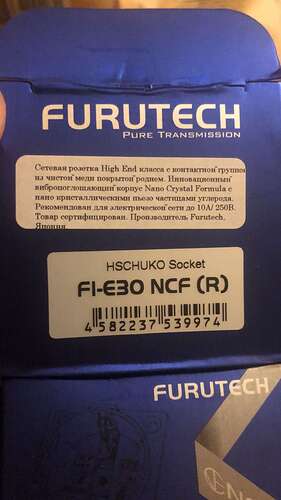 FURUTECH
PURE TRANSMISSION
Сетевая розетка High End класса с контактной группой
из чистой меди покрытой родием. Инновационный
вибропоглощающий корпус Nano Crystal Formula с
нано кристаллическими пьезо частицами углерода.
Рекомендован для электрической сети до 10А/ 250В.
Товар сертифицирован. Производитель Furutech,
Япония.
HSCHUKO Socket
FI-E30 NCF (R)
4 582237 539974
FURUTECH